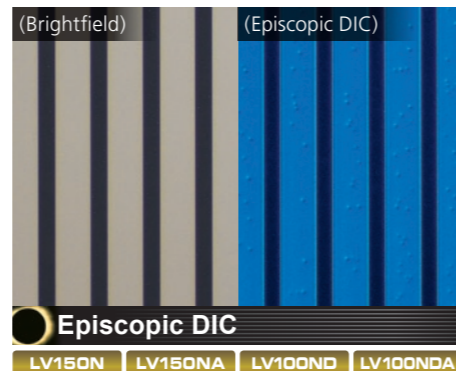 (Brightfield) (Episcopic DIC)
Episcopic DIC
LV150N LV150NA LV100ND LV100NDA